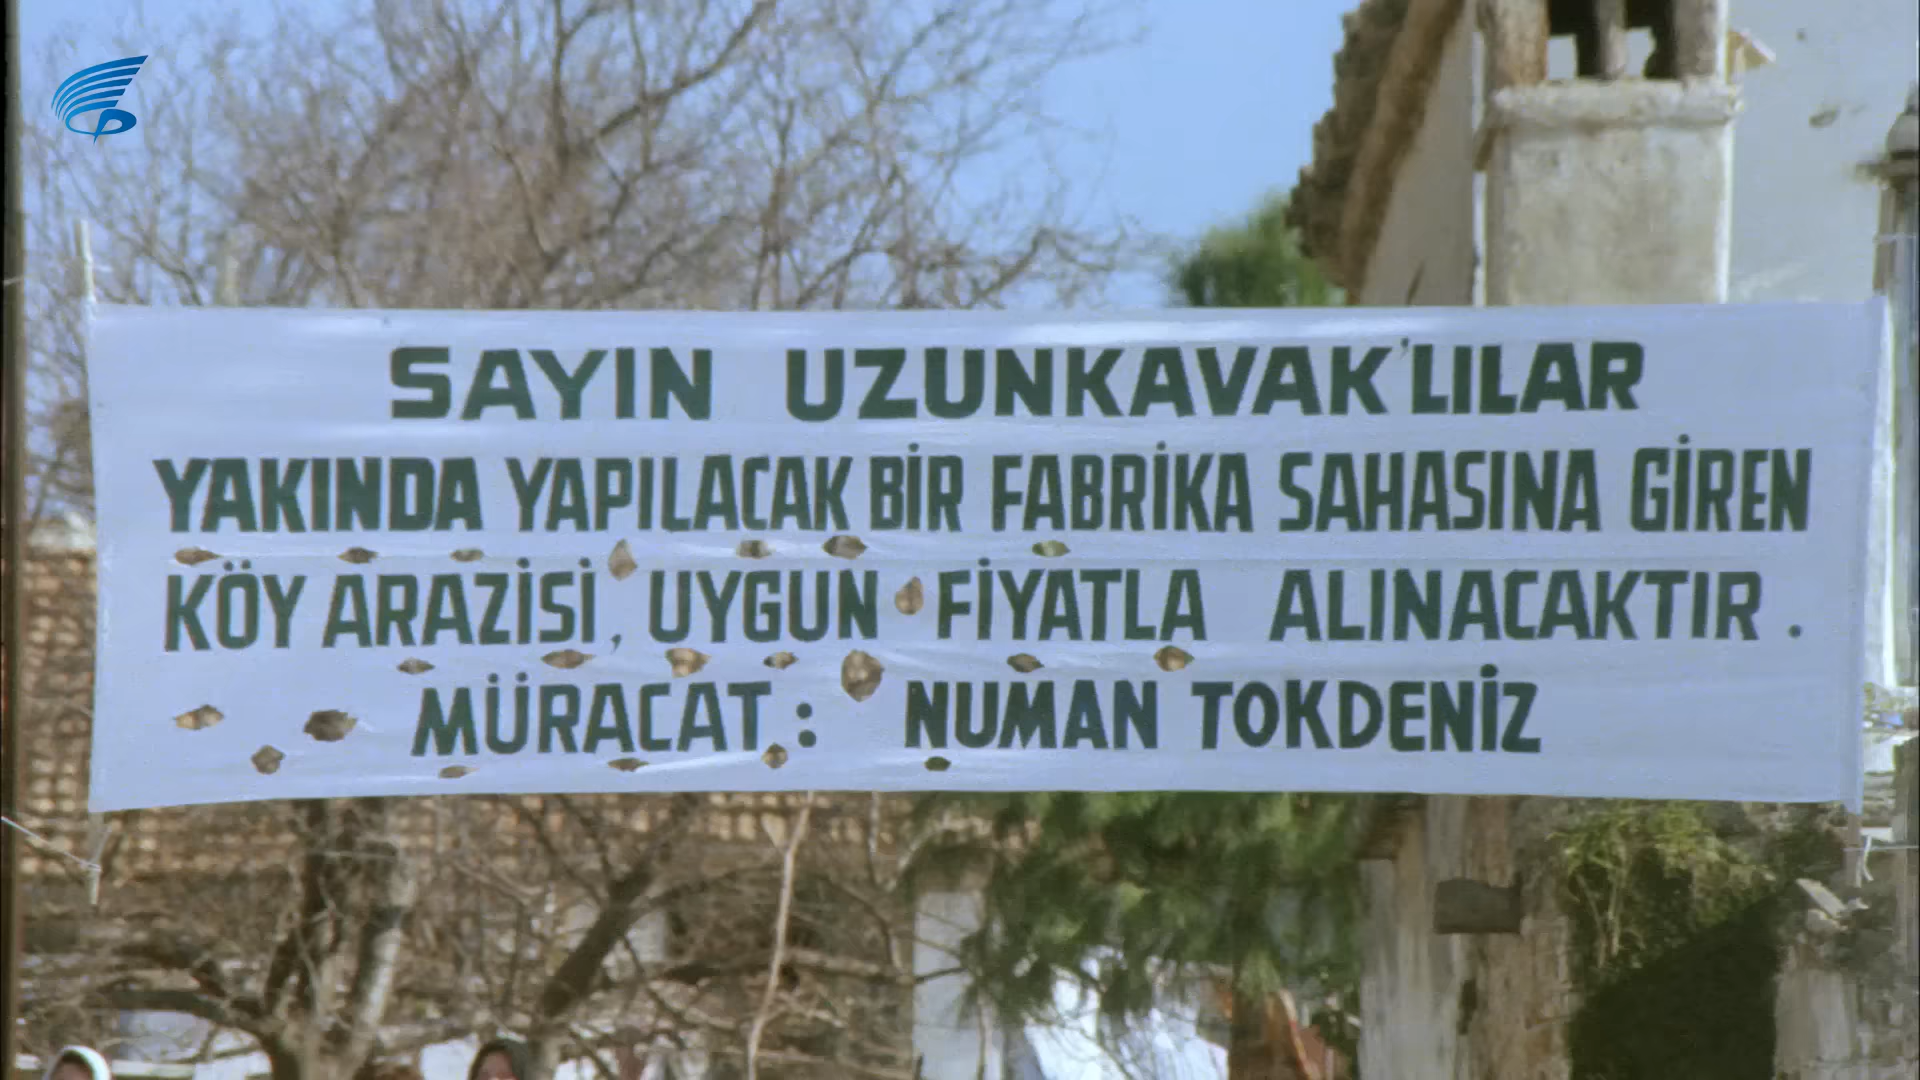 SAYIN UZUNKAVAK'LILAR
YAKINDA YAPILACAK BİR FABRİKA SAHASINA GİREN
KÖY ARAZİSİ, UYGUN FİYATLA ALINACAKTIR.
MÜRACAT: NUMAN TOKDENİZ